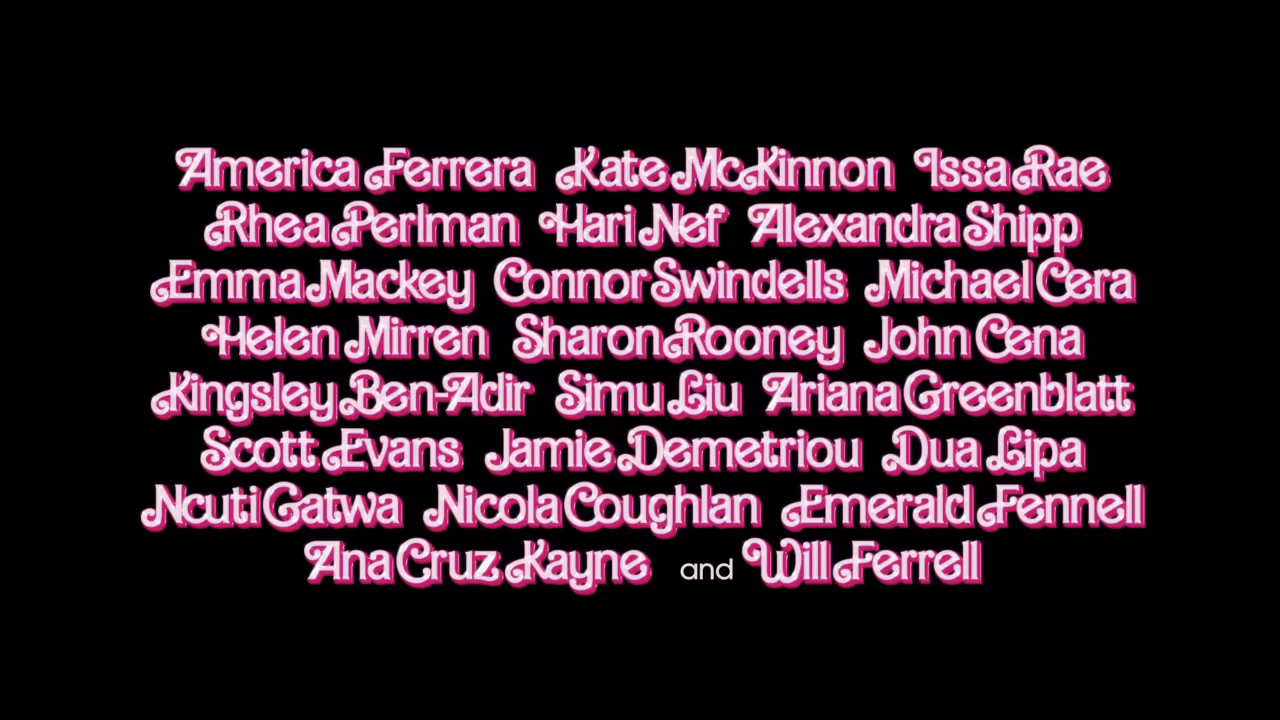 America Ferrera Kate McKinnon Issa Rae
Rhea Perlman Hari Nef Alexandra Shipp
Emma Mackey Connor Swindells Michael Cera
Helen Mirren Sharon Rooney John Cena
Kingsley Ben-Adir Simu Liu Ariana Greenblatt
Scott Evans Jamie Demetriou Dua Lipa
Ncuti Gatwa Nicola Coughlan Emerald Fennell
Ana Cruz Kayne and Will Ferrell